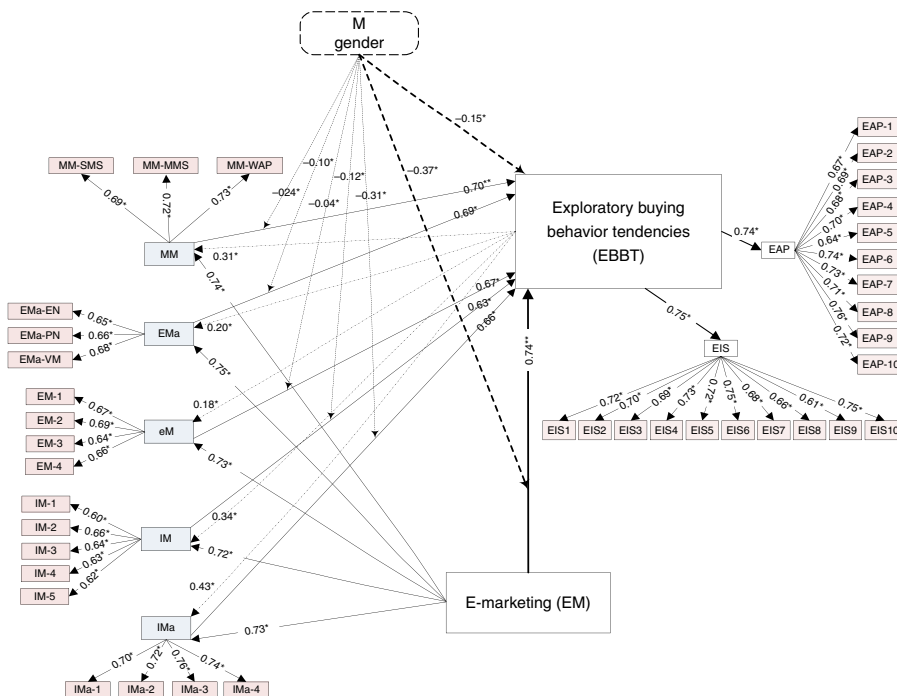 M
gender
−0.15*
−0.37*
−0.10*
−0.12*
−024*
−0.04*
−0.31*
MM-SMS
MM-MMS
MM-WAP
0.69*
0.72*
0.73*
MM
0.70**
0.69*
0.31*
0.74*
Exploratory buying
behavior tendencies
(EBBT)
0.74*
EAP
EAP-1
EAP-2
EAP-3
EAP-4
EAP-5
EAP-6
EAP-7
EAP-8
EAP-9
EAP-10
0.67*
0.69*
0.68*
0.70*
0.64*
0.74*
0.73*
0.71*
0.76*
0.72*
EMa-EN
EMa-PN
EMa-VM
0.65*
0.66*
0.68*
EMa
0.20*
0.75*
0.67*
0.63*
0.66*
0.74**
0.75*
EIS
0.72*
0.70*
0.69*
0.73*
0.72*
0.75*
0.68*
0.66*
0.61*
0.75*
EIS1
EIS2
EIS3
EIS4
EIS5
EIS6
EIS7
EIS8
EIS9
EIS10
EM-1
EM-2
EM-3
EM-4
0.67*
0.69*
0.64*
0.66*
eM
0.18*
0.73*
IM-1
IM-2
IM-3
IM-4
IM-5
0.60*
0.66*
0.64*
0.63*
0.62*
IM
0.34*
0.72*
0.43*
E-marketing (EM)
IMa
0.73*
0.70*
0.72*
0.76*
0.74*
IMa-1
IMa-2
IMa-3
IMa-4